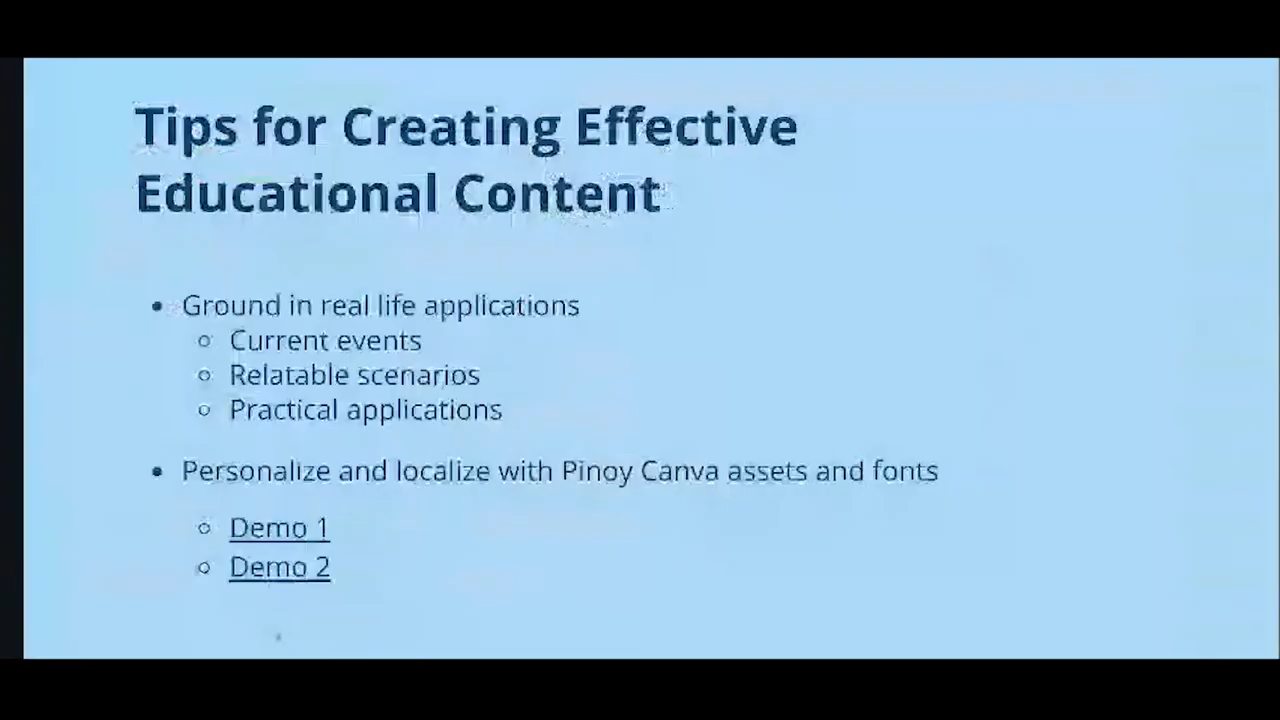 Tips for Creating Effective
Educational Content
• Ground in real life applications
○ Current events
○ Relatable scenarios
○ Practical applications
• Personalize and localize with Pinoy Canva assets and fonts
○ Demo 1
○ Demo 2